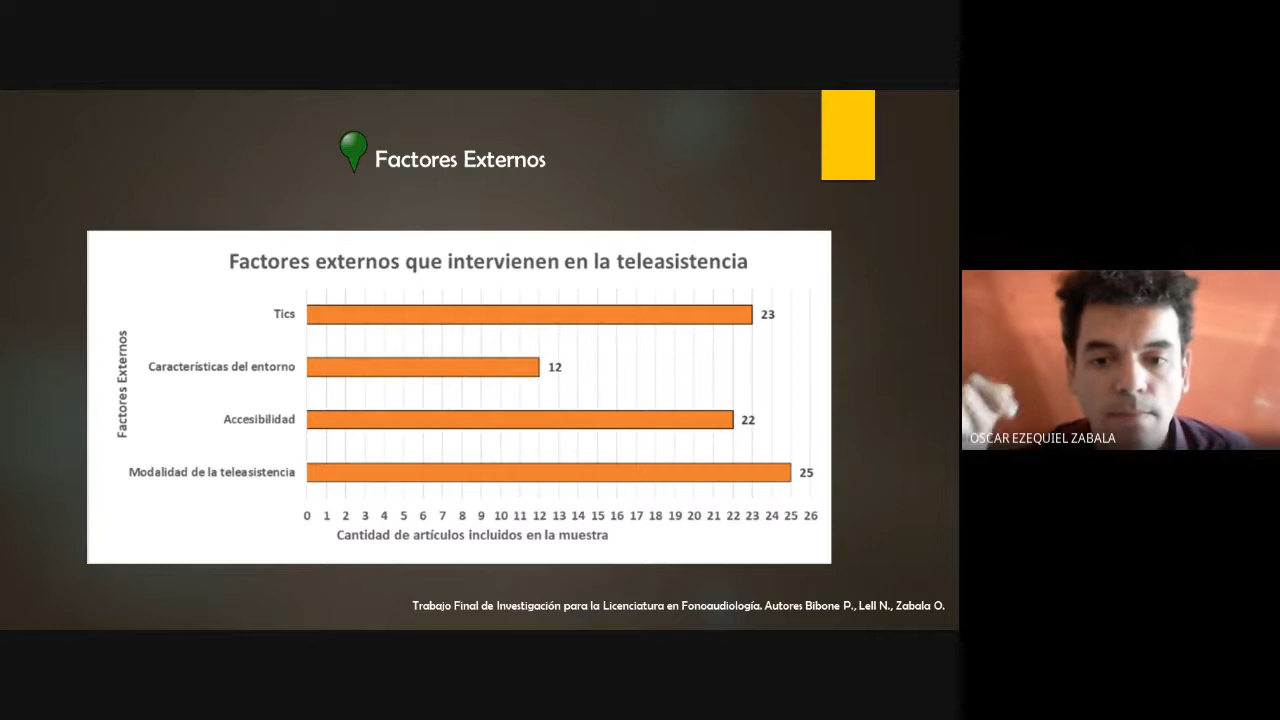 Factores Externos
Factores externos que intervienen en la teleasistencia
Factores Externos
Tics
23
Características del entorno
12
Accesibilidad
22
Modalidad de la teleasistencia
25
0 1 2 3 4 5 6 7 8 9 10 11 12 13 14 15 16 17 18 19 20 21 22 23 24 25 26
Cantidad de artículos incluidos en la muestra
Trabajo Final de Investigación para la Licenciatura en Fonoaudiología. Autores Bibone P., Lell N., Zabala O.
OSCAR EZEQUIEL ZABALA